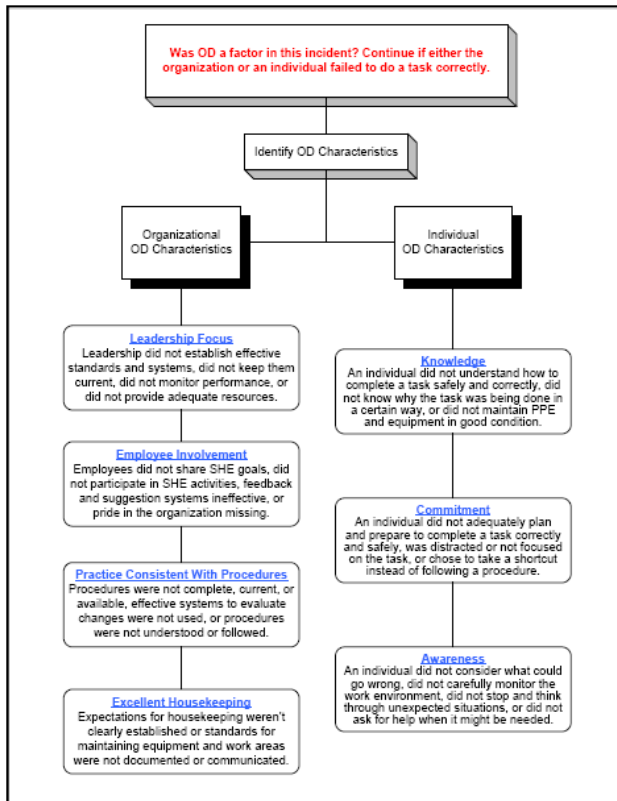 Was OD a factor in this incident? Continue if either the
organization or an individual failed to do a task correctly.
Identify OD Characteristics
Organizational
OD Characteristics
Individual
OD Characteristics
Leadership Focus
Leadership did not establish effective
standards and systems, did not keep them
current, did not monitor performance, or
did not provide adequate resources.
Employee Involvement
Employees did not share SHE goals, did
not participate in SHE activities, feedback
and suggestion systems ineffective, or
pride in the organization missing.
Practice Consistent With Procedures
Procedures were not complete, current, or
available, effective systems to evaluate
changes were not used, or procedures
were not understood or followed.
Excellent Housekeeping
Expectations for housekeeping weren't
clearly established or standards for
maintaining equipment and work areas
were not documented or communicated.
Knowledge
An individual did not understand how to
complete a task safely and correctly, did
not know why the task was being done in
a certain way, or did not maintain PPE
and equipment in good condition.
Commitment
An individual did not adequately plan
and prepare to complete a task correctly
and safely, was distracted or not focused
on the task, or chose to take a shortcut
instead of following a procedure.
Awareness
An individual did not consider what could
go wrong, did not carefully monitor the
work environment, did not stop and think
through unexpected situations, or did not
ask for help when it might be needed.